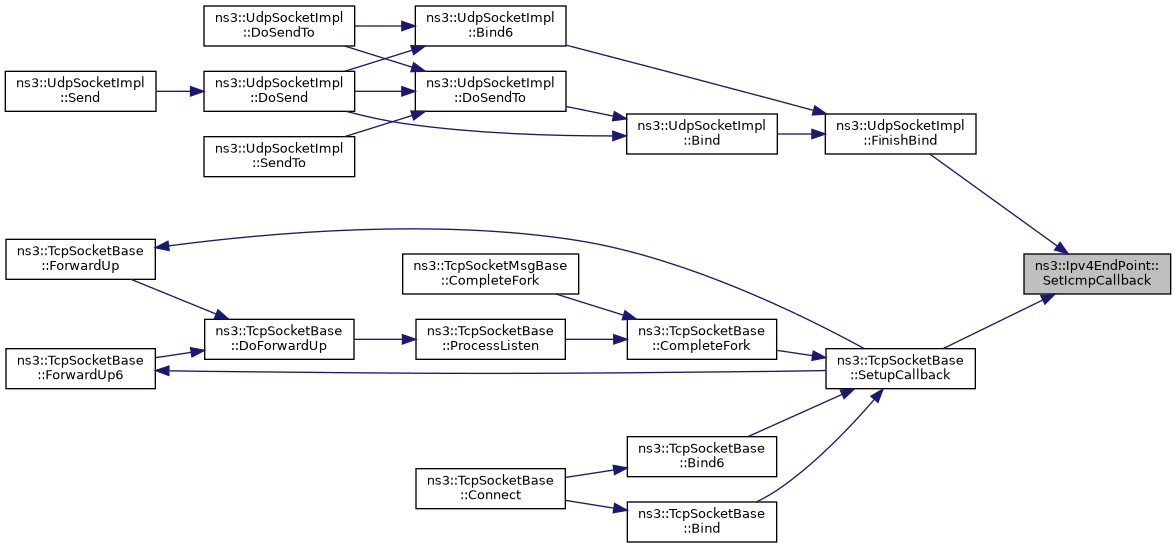 ns3::UdpSocketImpl
::DoSendTo
ns3::UdpSocketImpl
::Bind6
ns3::UdpSocketImpl
::Send
ns3::UdpSocketImpl
::DoSend
ns3::UdpSocketImpl
::DoSendTo
ns3::UdpSocketImpl
::SendTo
ns3::UdpSocketImpl
::Bind
ns3::UdpSocketImpl
::FinishBind
ns3::TcpSocketBase
::ForwardUp
ns3::TcpSocketMsgBase
::CompleteFork
ns3::Ipv4EndPoint::
SetIcmpCallback
ns3::TcpSocketBase
::DoForwardUp
ns3::TcpSocketBase
::ProcessListen
ns3::TcpSocketBase
::CompleteFork
ns3::TcpSocketBase
::ForwardUp6
ns3::TcpSocketBase
::SetupCallback
ns3::TcpSocketBase
::Bind6
ns3::TcpSocketBase
::Connect
ns3::TcpSocketBase
::Bind